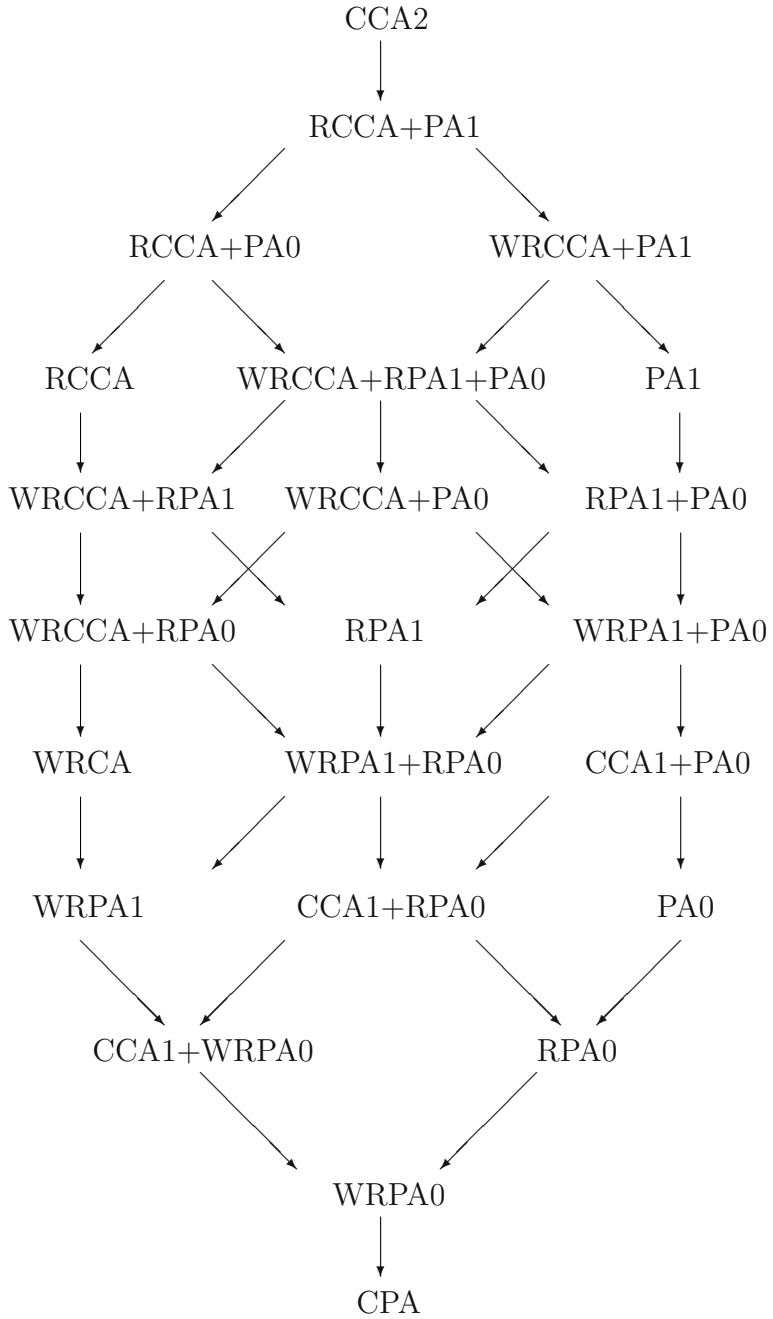 CCA2
RCCA+PA1
RCCA+PA0 WRCCA+PA1
RCCA WRCCA+RPA1+PA0 PA1
WRCCA+RPA1 WRCCA+PA0 RPA1+PA0
WRCCA+RPA0 RPA1 WRPA1+PA0
WRCA WRPA1+RPA0 CCA1+PA0
WRPA1 CCA1+RPA0 PA0
CCA1+WRPA0 RPA0
WRPA0
CPA